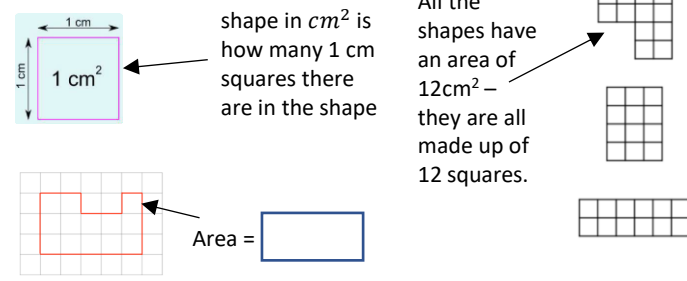 1 cm
1 cm
1 cm²
shape in cm² is
how many 1 cm
squares there
are in the shape
All the
shapes have
an area of
12cm² –
they are all
made up of
12 squares.
Area =